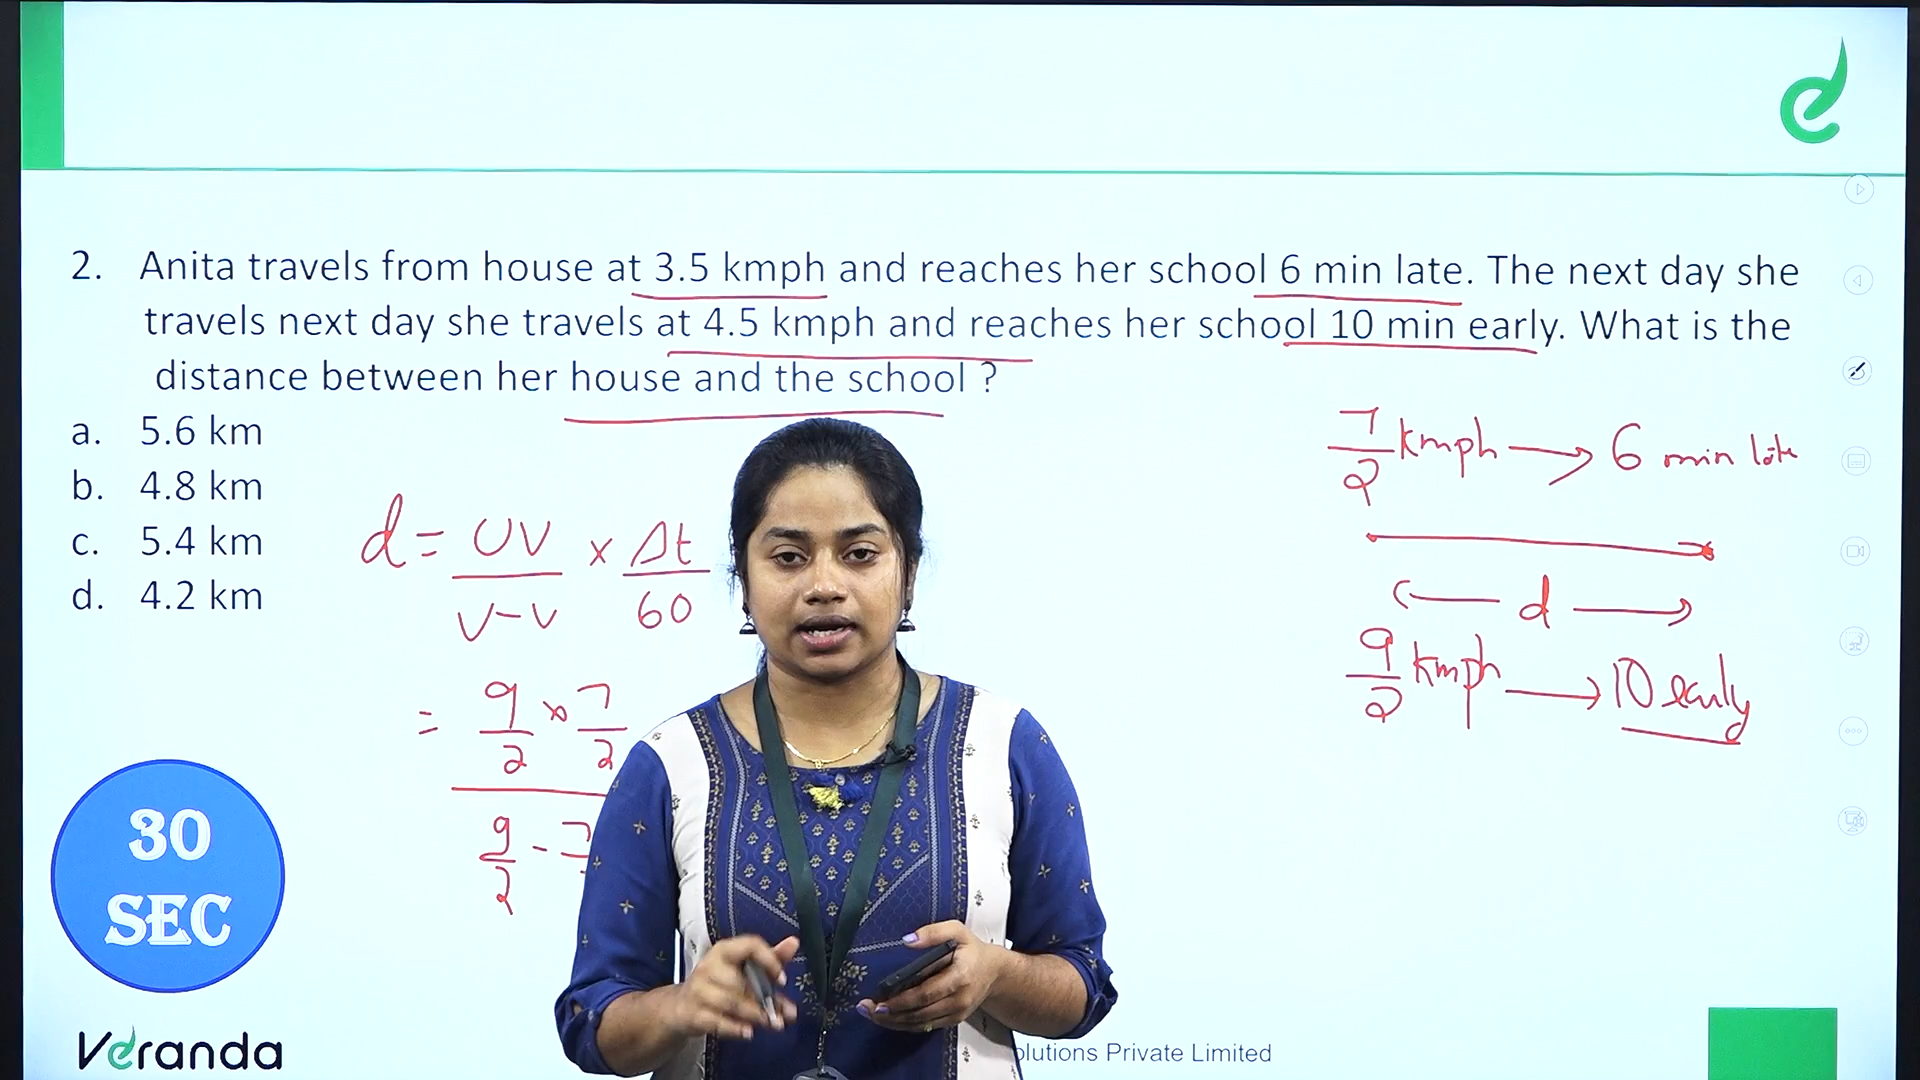 2. Anita travels from house at 3.5 kmph and reaches her school 6 min late. The next day she
travels next day she travels at 4.5 kmph and reaches her school 10 min early. What is the
distance between her house and the school ?
a. 5.6 km
b. 4.8 km
c. 5.4 km
d. 4.2 km
d = UV / V-V × Δt / 60
= 9/2 × 7/2
9/2 - 7
7/2 kmph → 6 min late
d
9/2 kmph → 10 early
30
SEC
Veranda
Private Limited